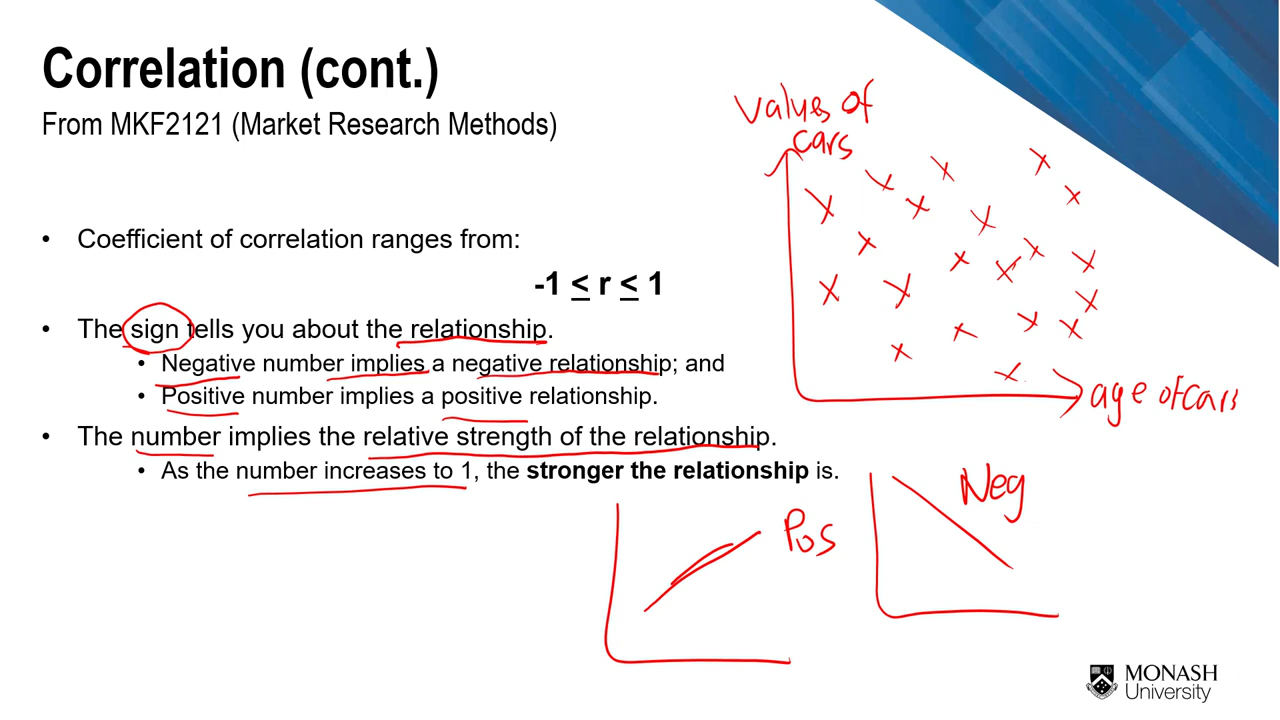 Correlation (cont.)
From MKF2121 (Market Research Methods)
Values of
cars
• Coefficient of correlation ranges from:
-1 ≤ r ≤ 1
• The sign tells you about the relationship.
• Negative number implies a negative relationship; and
• Positive number implies a positive relationship.
age of cars
• The number implies the relative strength of the relationship.
• As the number increases to 1, the stronger the relationship is.
Neg
Pos
MONASH
University